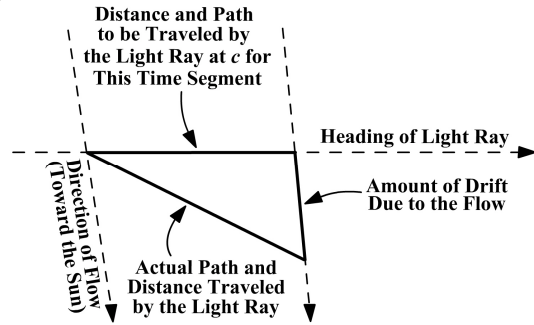 Distance and Path
to be Traveled by
the Light Ray at c for
This Time Segment
Heading of Light Ray
Direction of Flow
(Toward the Sun)
Amount of Drift
Due to the Flow
Actual Path and
Distance Traveled
by the Light Ray